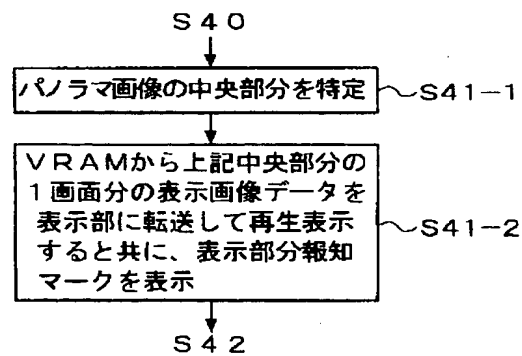 S40
パノラマ画像の中央部分を特定
S41-1
VRAMから上記中央部分の
1画面分の表示画像データを
表示部に転送して再生表示
すると共に、表示部分報知
マークを表示
S41-2
S42